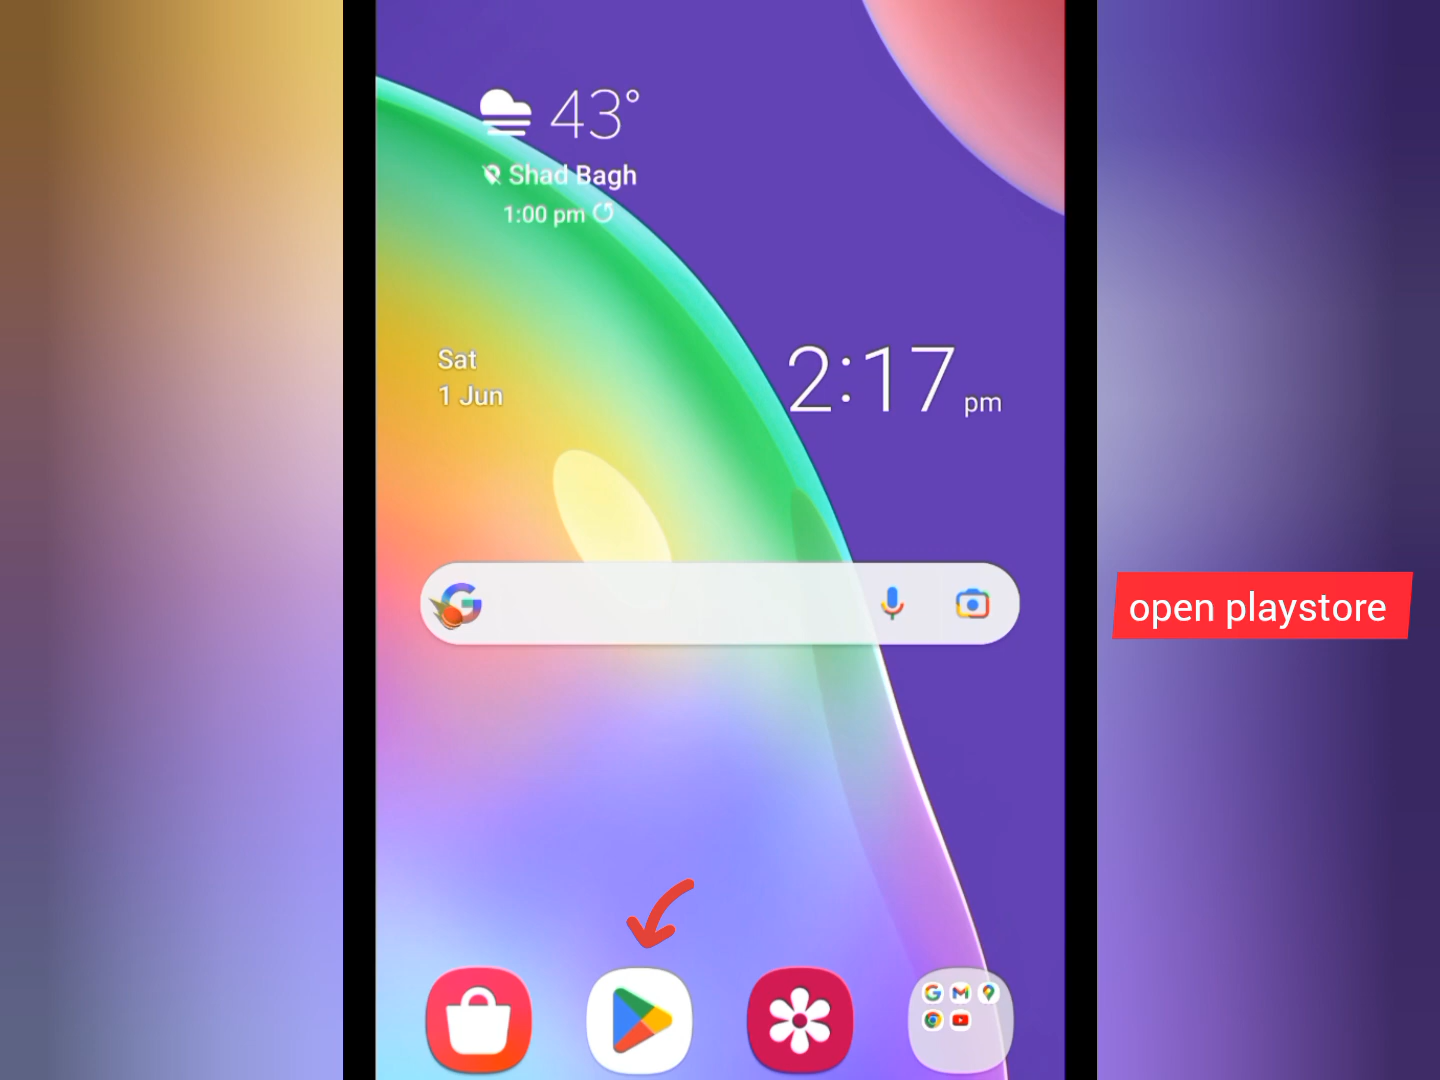 43°
Shad Bagh
1:00 pm
Sat
1 Jun
2:17 pm
open playstore